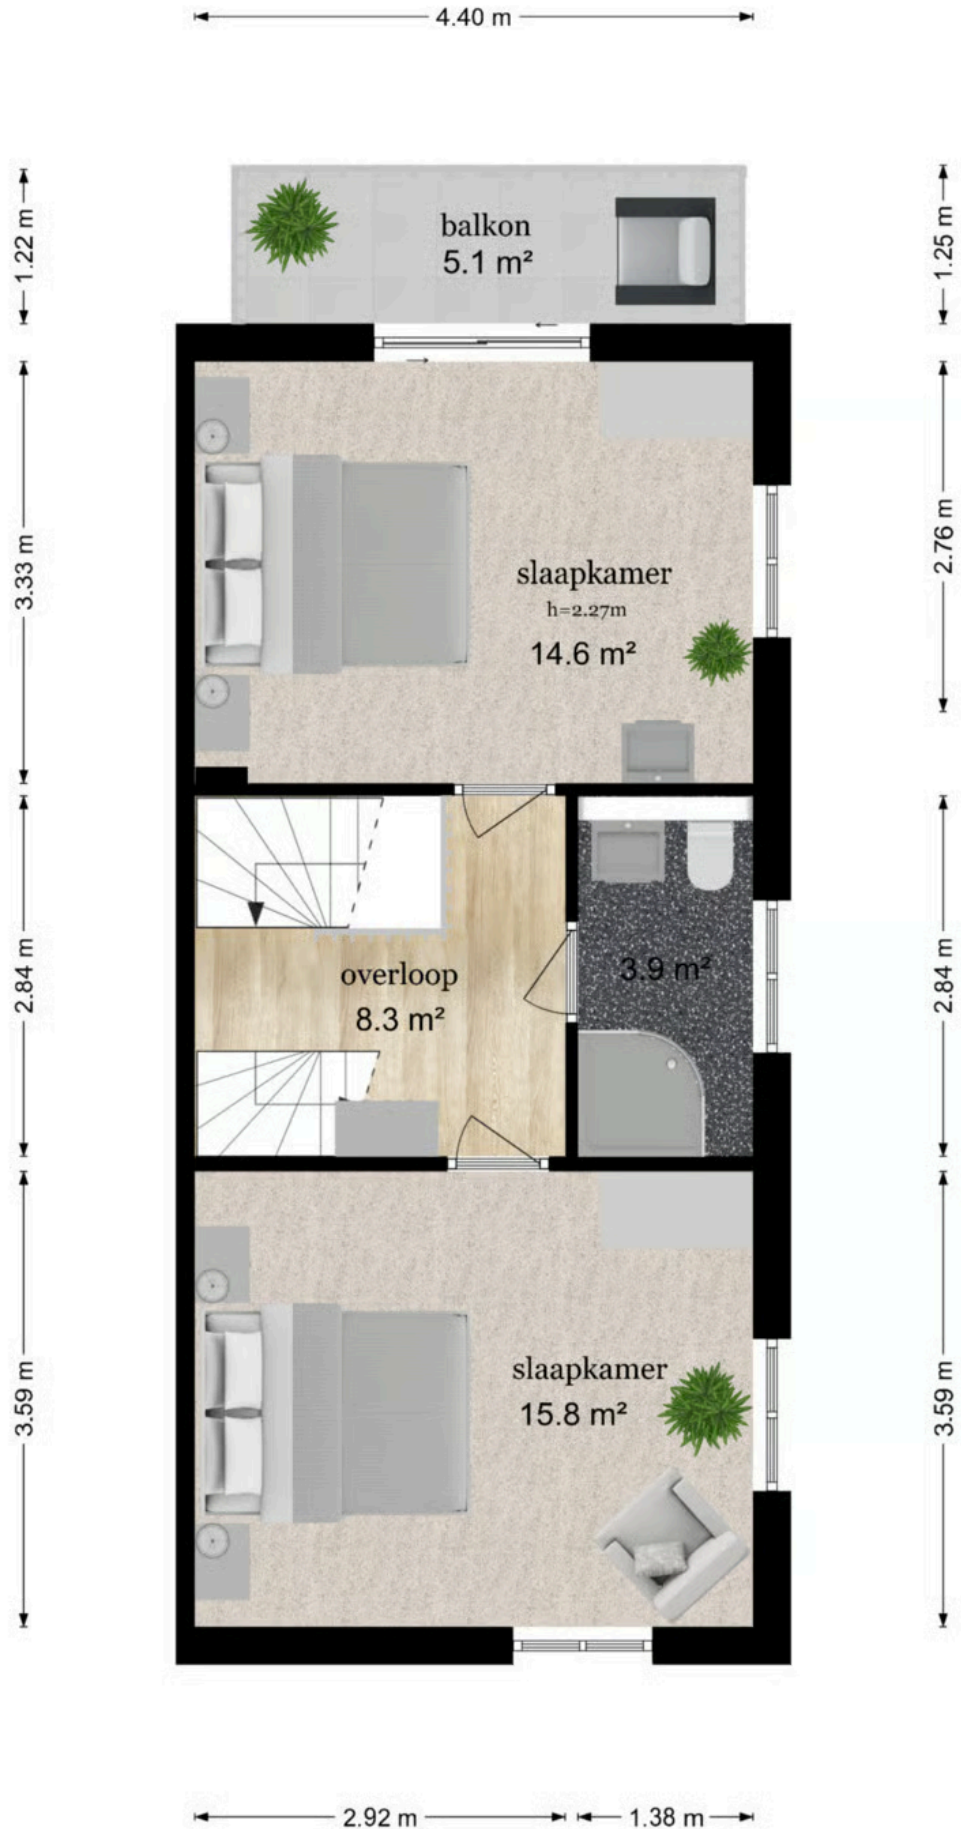 4.40 m
1.22 m
1.25 m
balkon
5.1 m²
3.33 m
2.76 m
slaapkamer
h=2.27m
14.6 m²
2.84 m
2.84 m
overloop
8.3 m²
3.9 m²
3.59 m
3.59 m
slaapkamer
15.8 m²
2.92 m
1.38 m